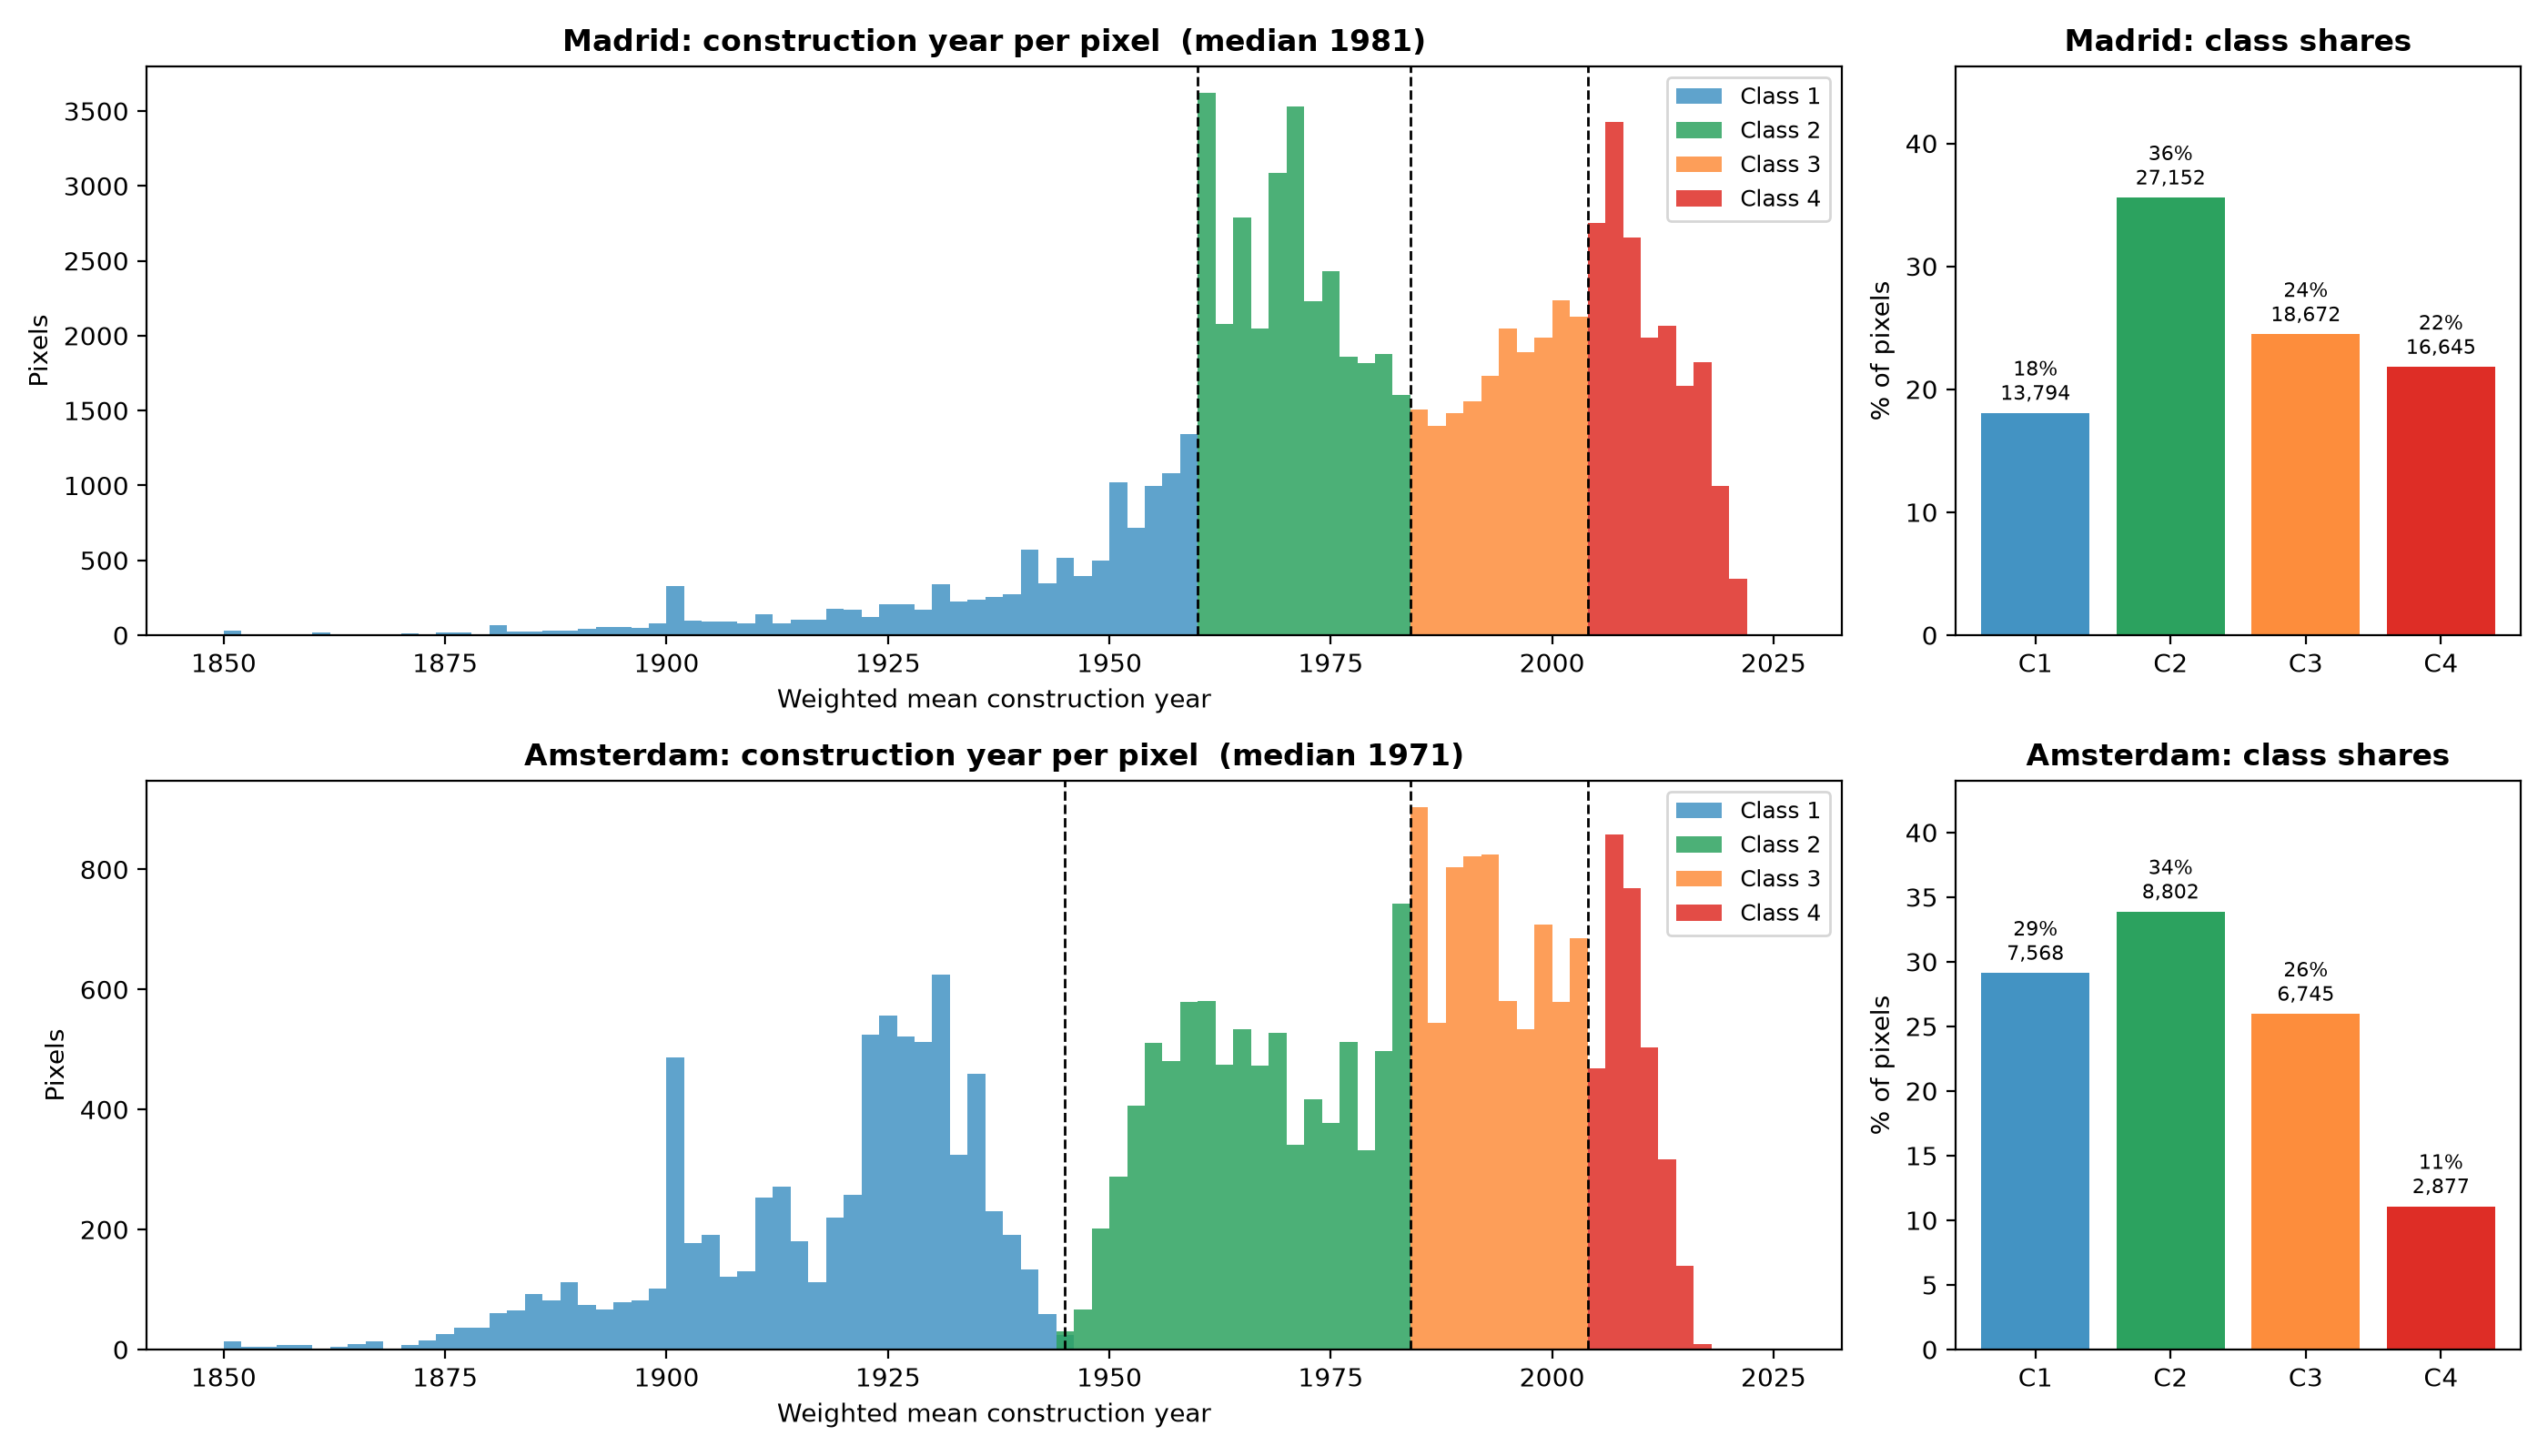 Madrid: construction year per pixel  (median 1981)
Pixels
3500
3000
2500
2000
1500
1000
500
0
1850 1875 1900 1925 1950 1975 2000 2025
Weighted mean construction year
Class 1
Class 2
Class 3
Class 4
Madrid: class shares
% of pixels
40
30
20
10
0
18%
13,794
36%
27,152
24%
18,672
22%
16,645
C1 C2 C3 C4
Amsterdam: construction year per pixel  (median 1971)
Pixels
800
600
400
200
0
1850 1875 1900 1925 1950 1975 2000 2025
Weighted mean construction year
Class 1
Class 2
Class 3
Class 4
Amsterdam: class shares
% of pixels
40
35
30
25
20
15
10
5
0
29%
7,568
34%
8,802
26%
6,745
11%
2,877
C1 C2 C3 C4